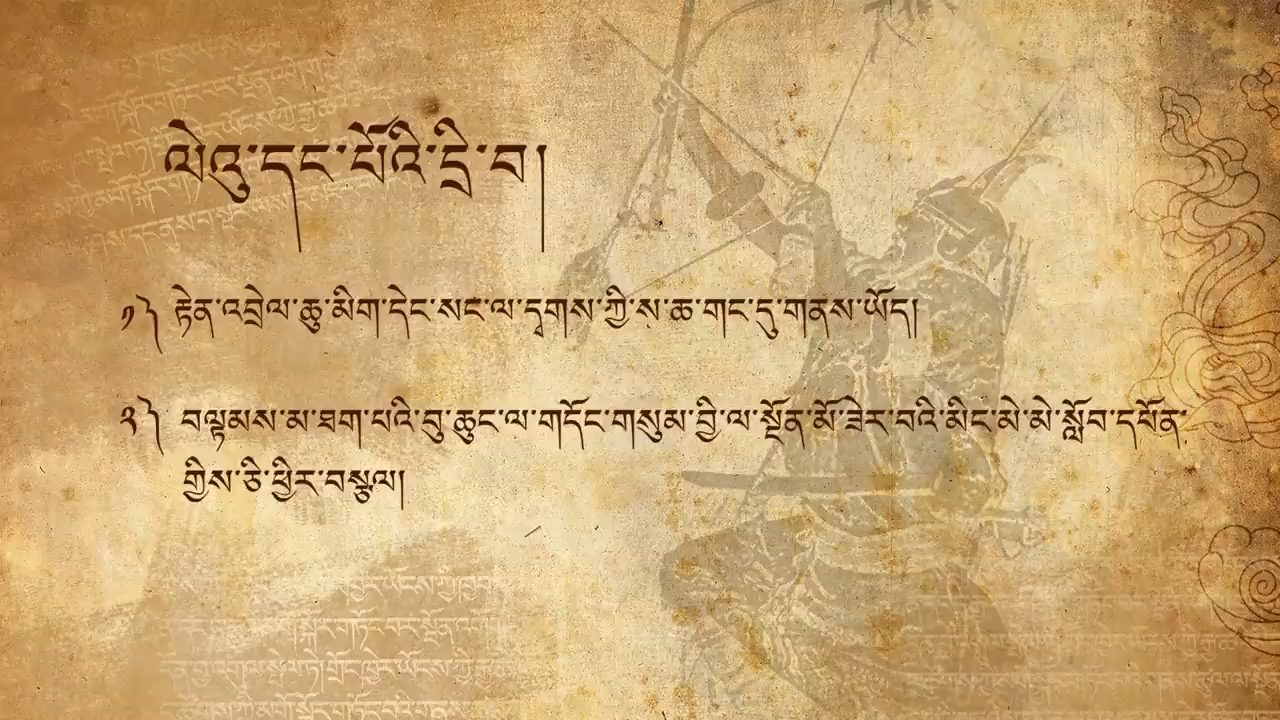 ལེའུ་དང་པོའི་དྲི་བ།
༡༽ རྟེན་འབྲེལ་ཆུ་མིག་དེང་སང་ལ་དྭགས་ཀྱི་ས་ཆ་གང་དུ་གནས་ཡོད།
༢༽ བལྟམས་མ་ཐག་པའི་བུ་ཆུང་ལ་གདོང་གསུམ་བྱི་ལ་སྔོན་མོ་ཟེར་བའི་མིང་མེ་མེ་སློབ་དཔོན་
གྱིས་ཅི་ཕྱིར་བསྩལ།